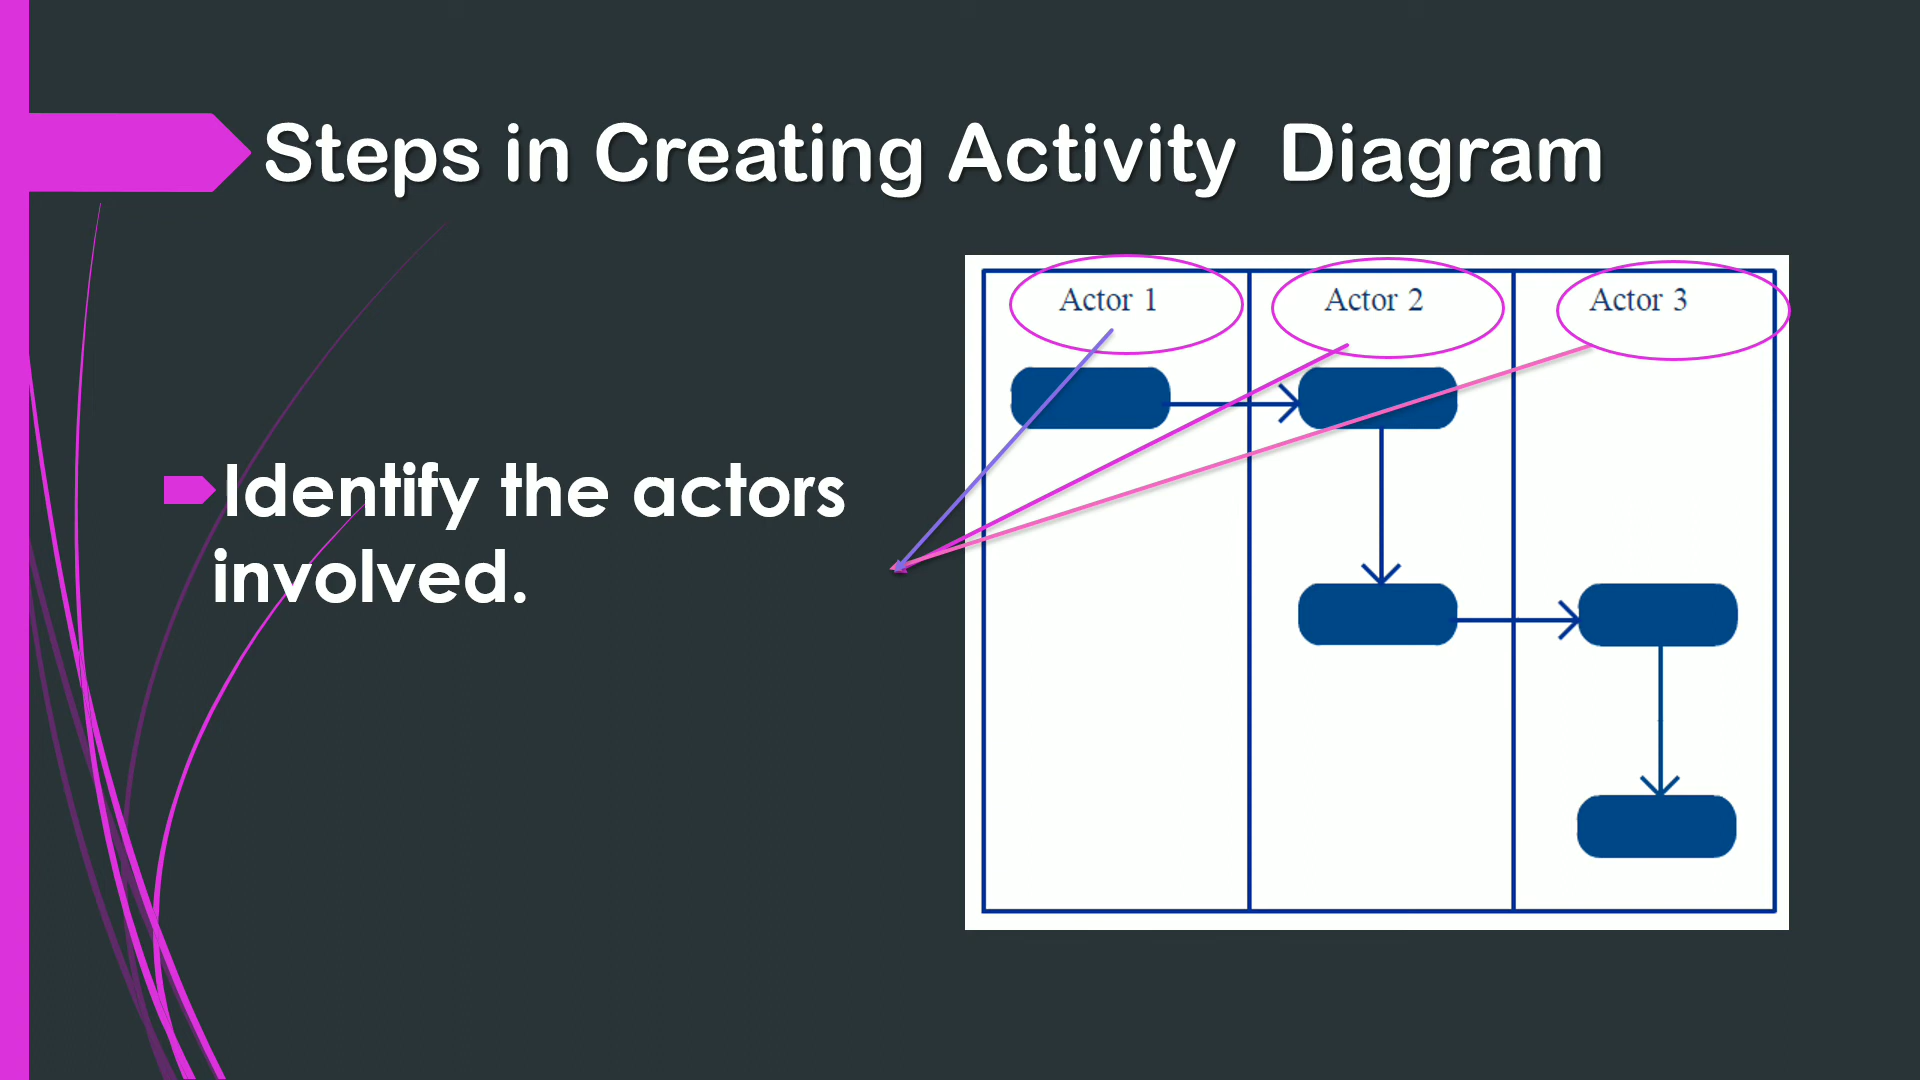 Steps in Creating Activity  Diagram
Actor 1
Actor 2
Actor 3
Identify the actors
involved.